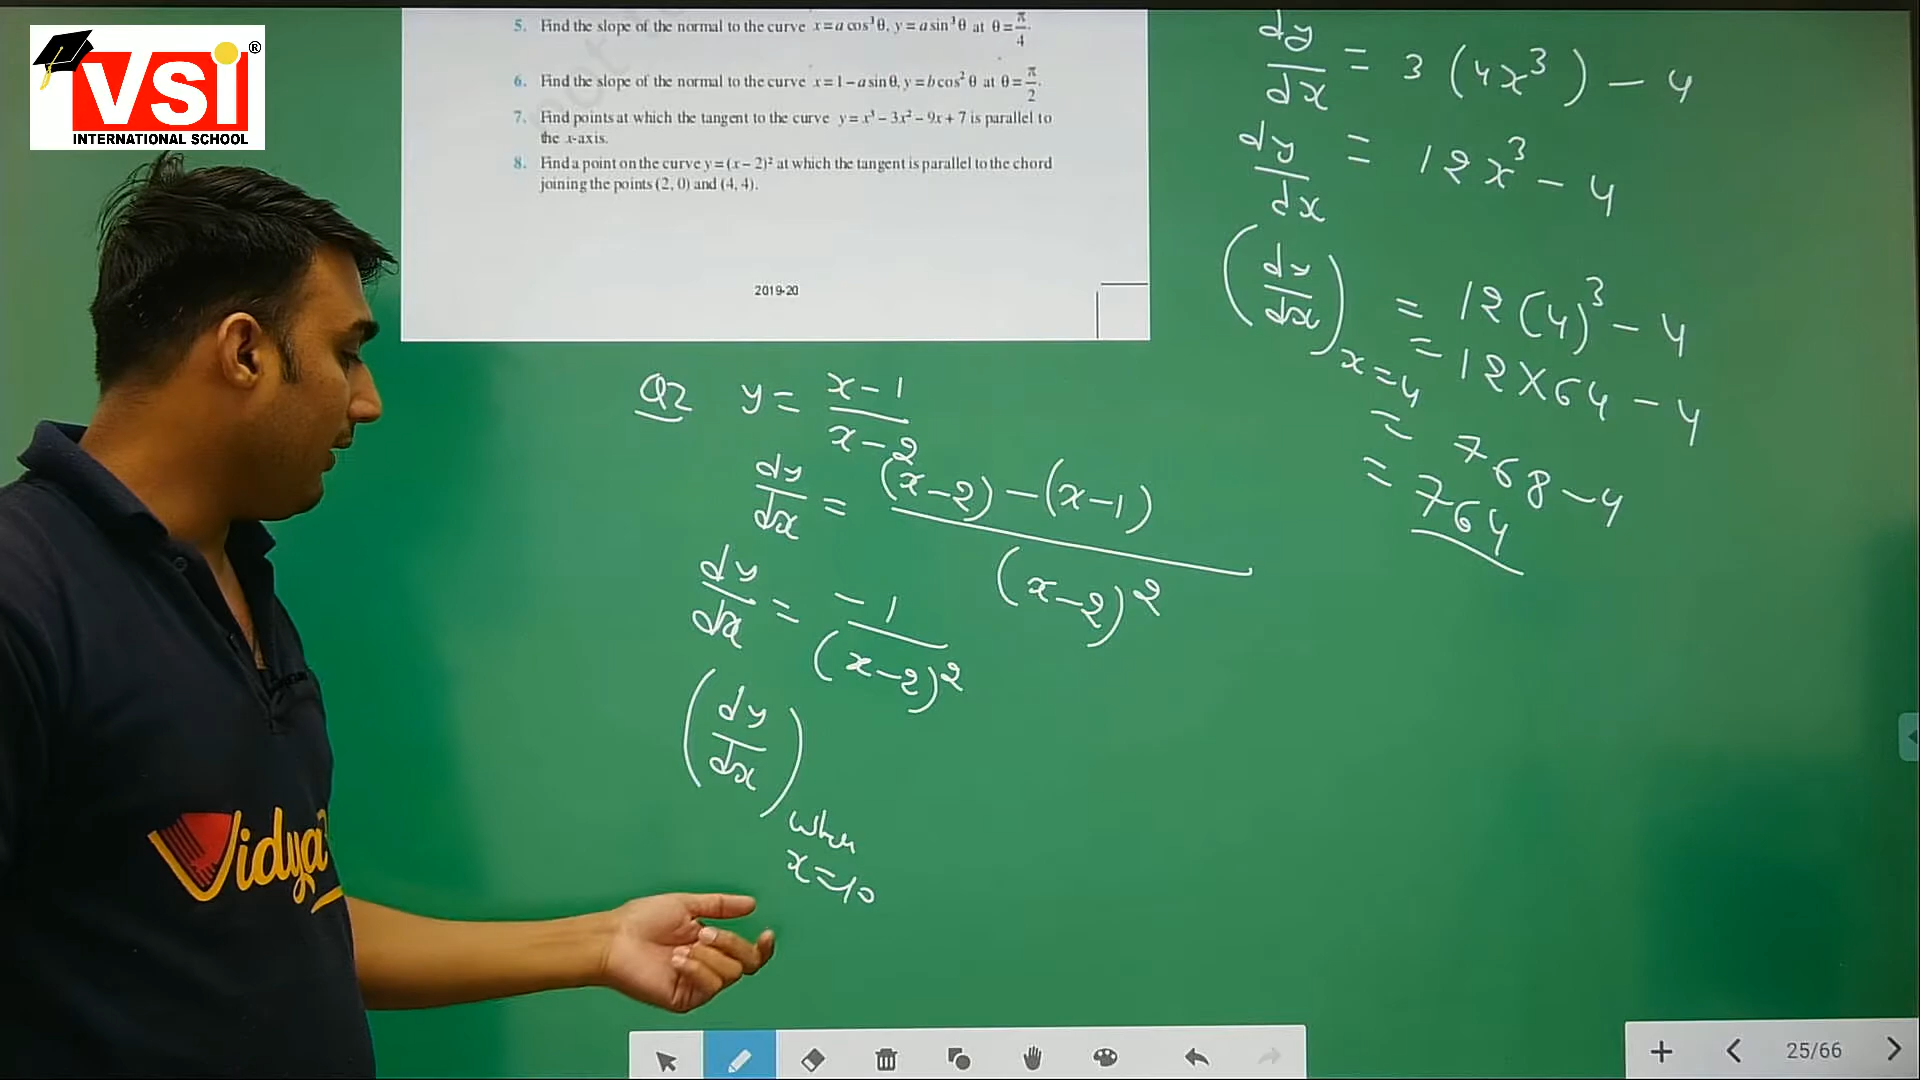 VSI®
INTERNATIONAL SCHOOL
5. Find the slope of the normal to the curve x = a cos³θ, y = a sin³θ at θ = π/4.
6. Find the slope of the normal to the curve x = 1 – a sin θ, y = b cos² θ at θ = π/2.
7. Find points at which the tangent to the curve y = x³ – 3x² – 9x + 7 is parallel to
the x-axis.
8. Find a point on the curve y = (x – 2)² at which the tangent is parallel to the chord
joining the points (2, 0) and (4, 4).
2019-20
Q2 y = (x-1)/(x-2)
dy/dx = ((x-2) - (x-1))/(x-2)²
dy/dx = -1/(x-2)²
(dy/dx) when
x=10
dy/dx = 3(4x³) - 4
dy/dx = 12x³ - 4
(dy/dx) x=4 = 12(4)³ - 4
= 12×64 - 4
= 768 - 4
= 764
Vidya
25/66